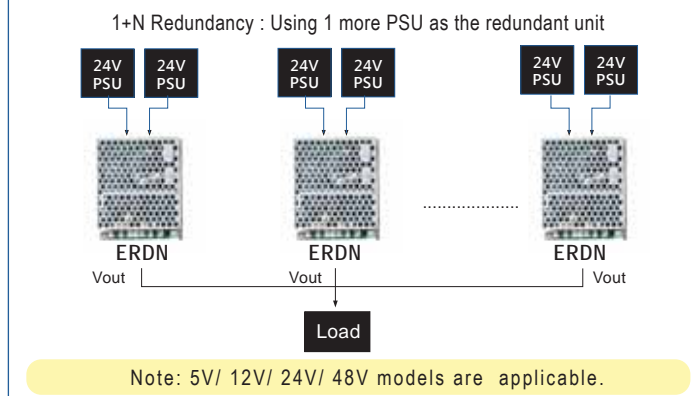 1+N Redundancy : Using 1 more PSU as the redundant unit
24V PSU 24V PSU 24V PSU 24V PSU 24V PSU 24V PSU
ERDN ERDN ERDN
Vout Vout Vout
Load
Note: 5V/ 12V/ 24V/ 48V models are applicable.